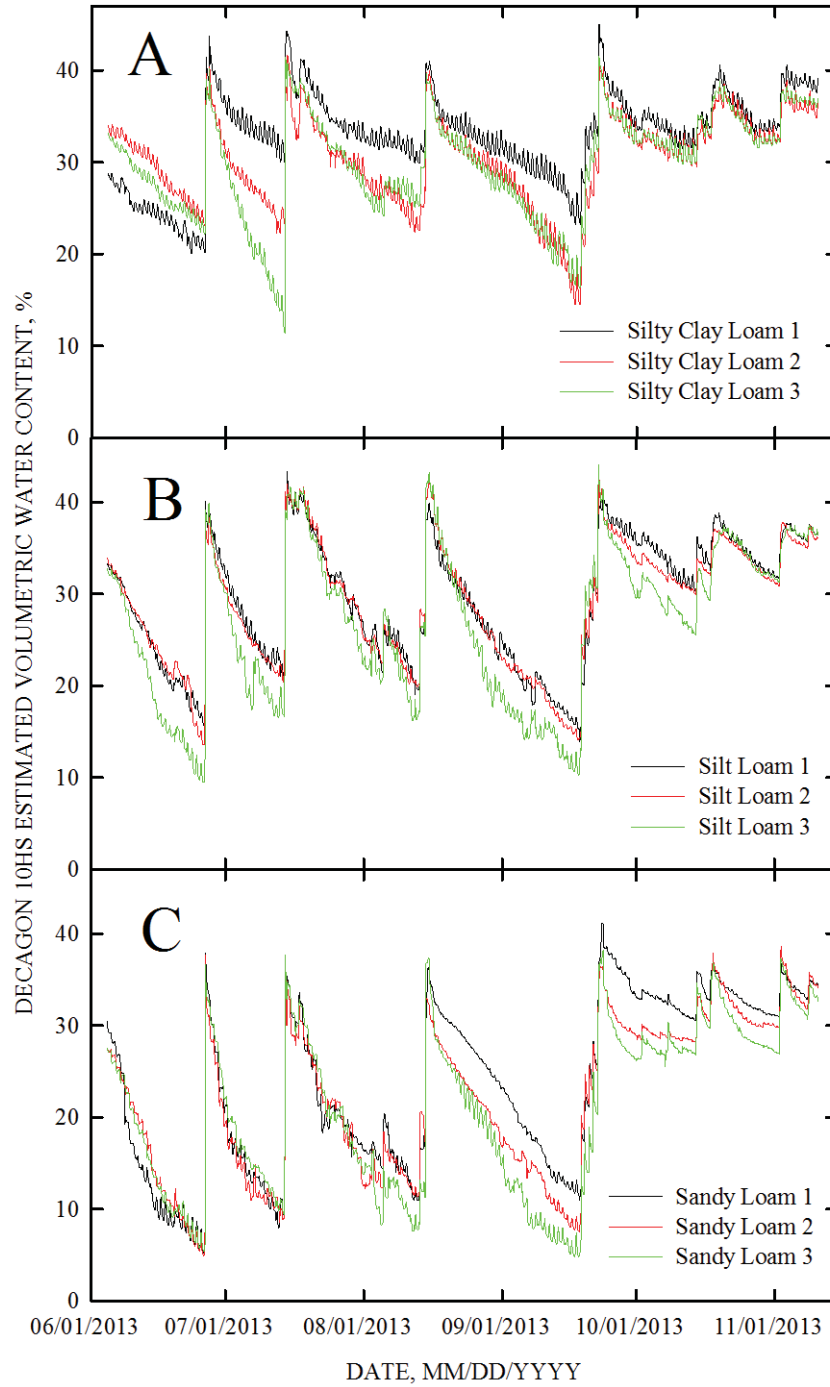 DECAGON 10HS ESTIMATED VOLUMETRIC WATER CONTENT, %
A
40
30
20
10
0
Silty Clay Loam 1
Silty Clay Loam 2
Silty Clay Loam 3
B
40
30
20
10
0
Silt Loam 1
Silt Loam 2
Silt Loam 3
C
40
30
20
10
0
Sandy Loam 1
Sandy Loam 2
Sandy Loam 3
06/01/2013 07/01/2013 08/01/2013 09/01/2013 10/01/2013 11/01/2013
DATE, MM/DD/YYYY